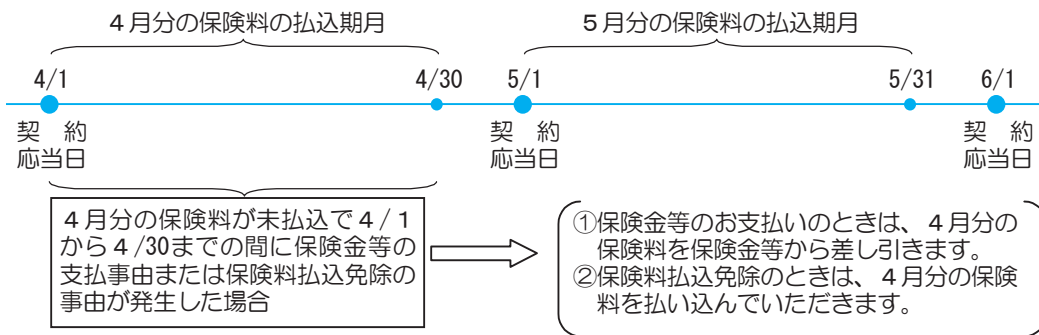 ４月分の保険料の払込期月
５月分の保険料の払込期月
4/1
4/30
5/1
5/31
6/1
契　約
応当日
契　約
応当日
契　約
応当日
４月分の保険料が未払込で４/１
から４/30までの間に保険金等の
支払事由または保険料払込免除の
事由が発生した場合
①保険金等のお支払いのときは、４月分の
保険料を保険金等から差し引きます。
②保険料払込免除のときは、４月分の保険
料を払い込んでいただきます。